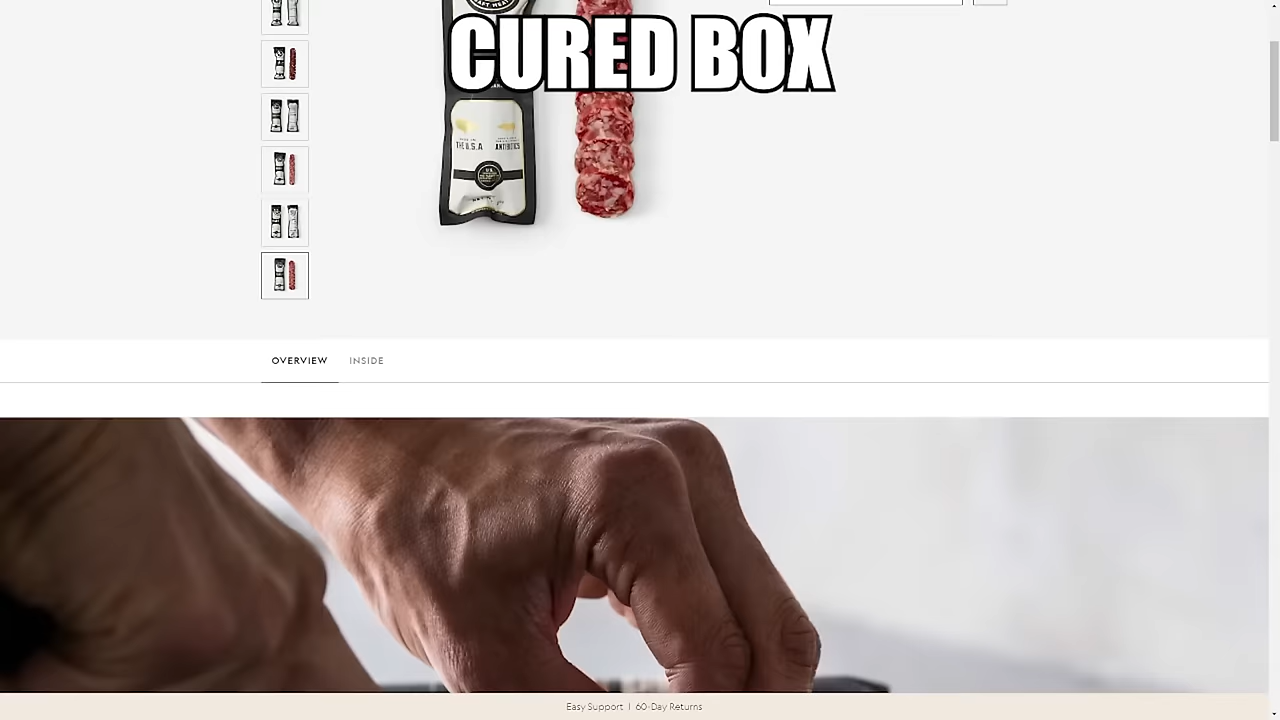 CURED BOX
THE U.S.A
ANTIBIOTICS
OVERVIEW
INSIDE
Easy Support | 60-Day Returns